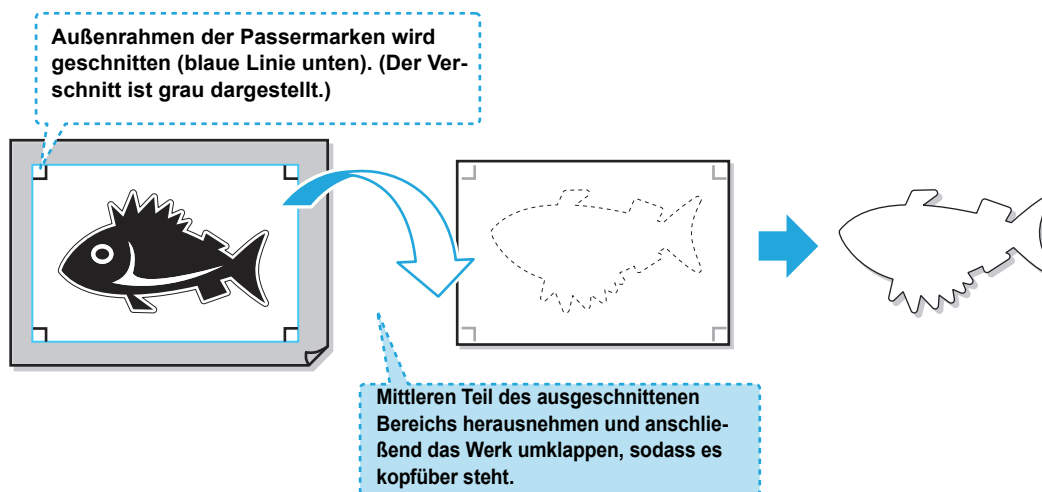 Außenrahmen der Passermarken wird
geschnitten (blaue Linie unten). (Der Ver-
schnitt ist grau dargestellt.)
Mittleren Teil des ausgeschnittenen
Bereichs herausnehmen und anschlie-
ßend das Werk umklappen, sodass es
kopfüber steht.